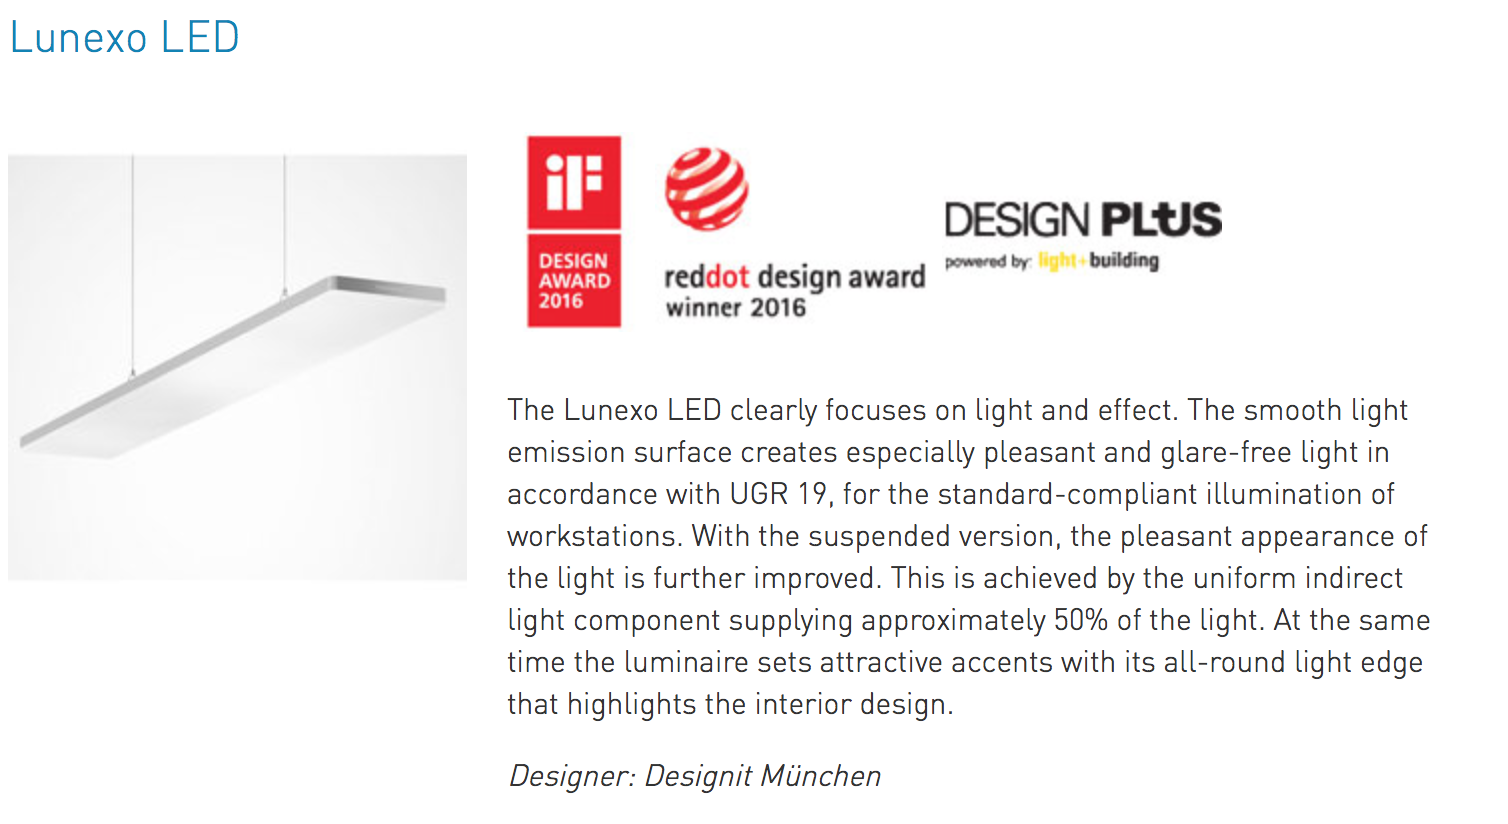 Lunexo LED
iF
DESIGN
AWARD
2016
reddot design award
winner 2016
DESIGN PLUS
powered by: light+building
The Lunexo LED clearly focuses on light and effect. The smooth light
emission surface creates especially pleasant and glare-free light in
accordance with UGR 19, for the standard-compliant illumination of
workstations. With the suspended version, the pleasant appearance of
the light is further improved. This is achieved by the uniform indirect
light component supplying approximately 50% of the light. At the same
time the luminaire sets attractive accents with its all-round light edge
that highlights the interior design.
Designer: Designit München